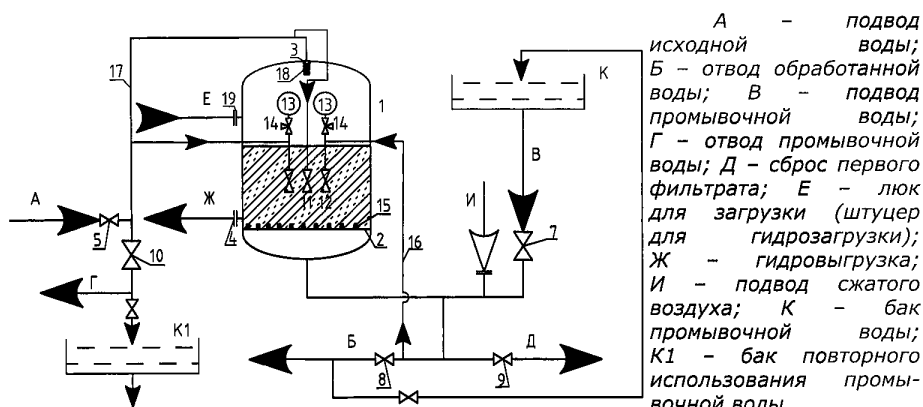 А – подвод
исходной воды;
Б – отвод обработанной
воды; В – подвод
промывочной воды;
Г – отвод промывочной
воды; Д – сброс первого
фильтрата; Е – люк
для загрузки (штуцер
для гидрозагрузки);
Ж – гидровыгрузка;
И – подвод сжатого
воздуха; К – бак
промывочной воды;
К1 – бак повторного
использования промы-
вочной воды
3
18
17
Е
19
13
13
1
14
14
К
В
А
Ж
11
12
15
И
5
4
2
7
10
16
Г
К1
Б
Д
8
9